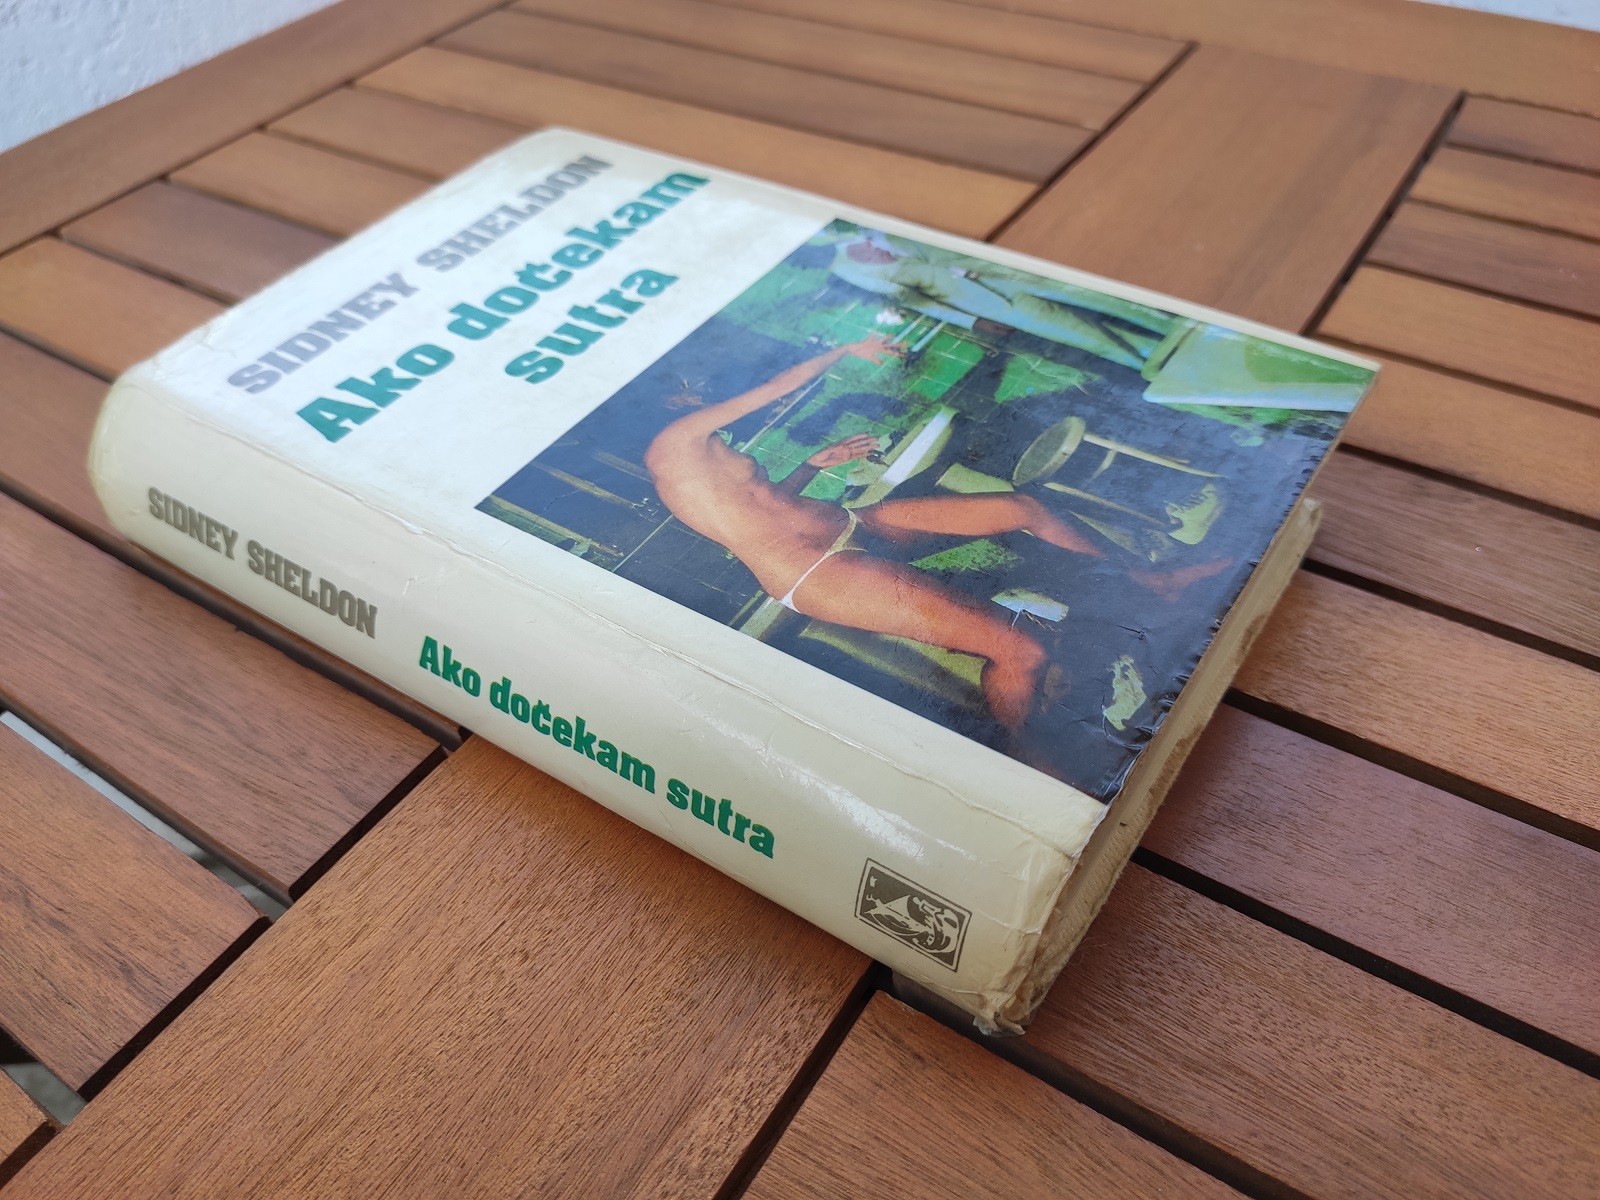 SIDNEY SHELDON
Ako dočekam
sutra
SIDNEY SHELDON Ako dočekam sutra